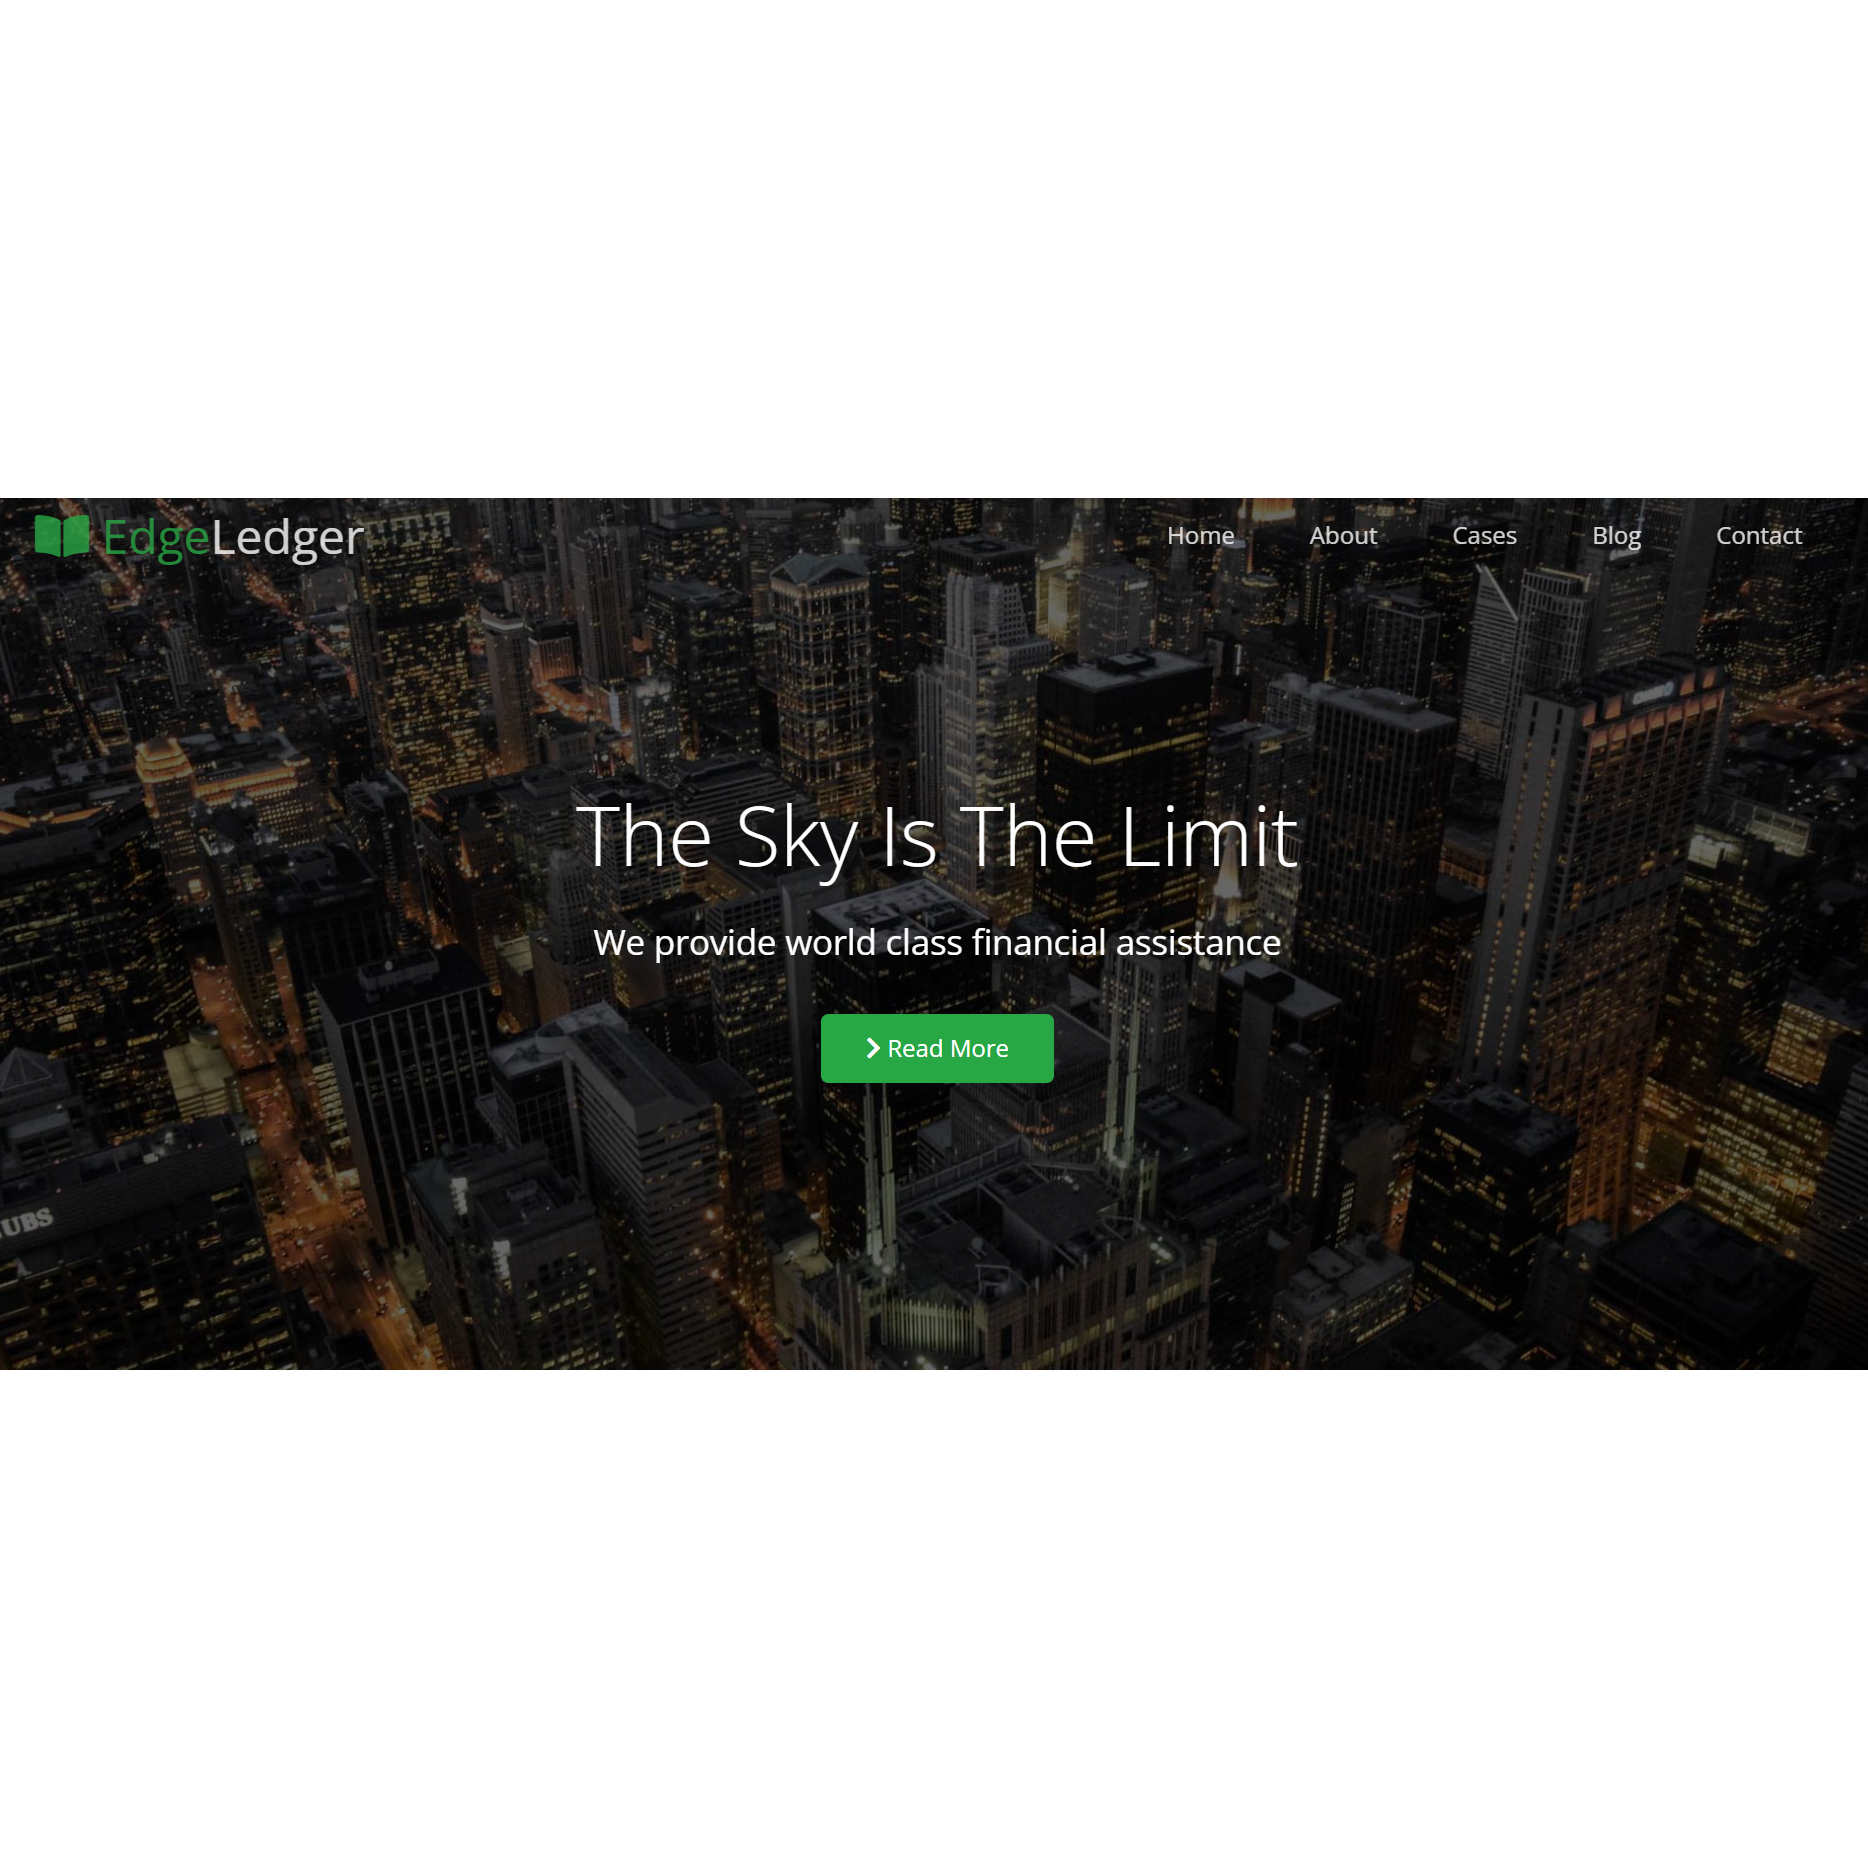 EdgeLedger
Home About Cases Blog Contact
The Sky Is The Limit
We provide world class financial assistance
Read More
UBS